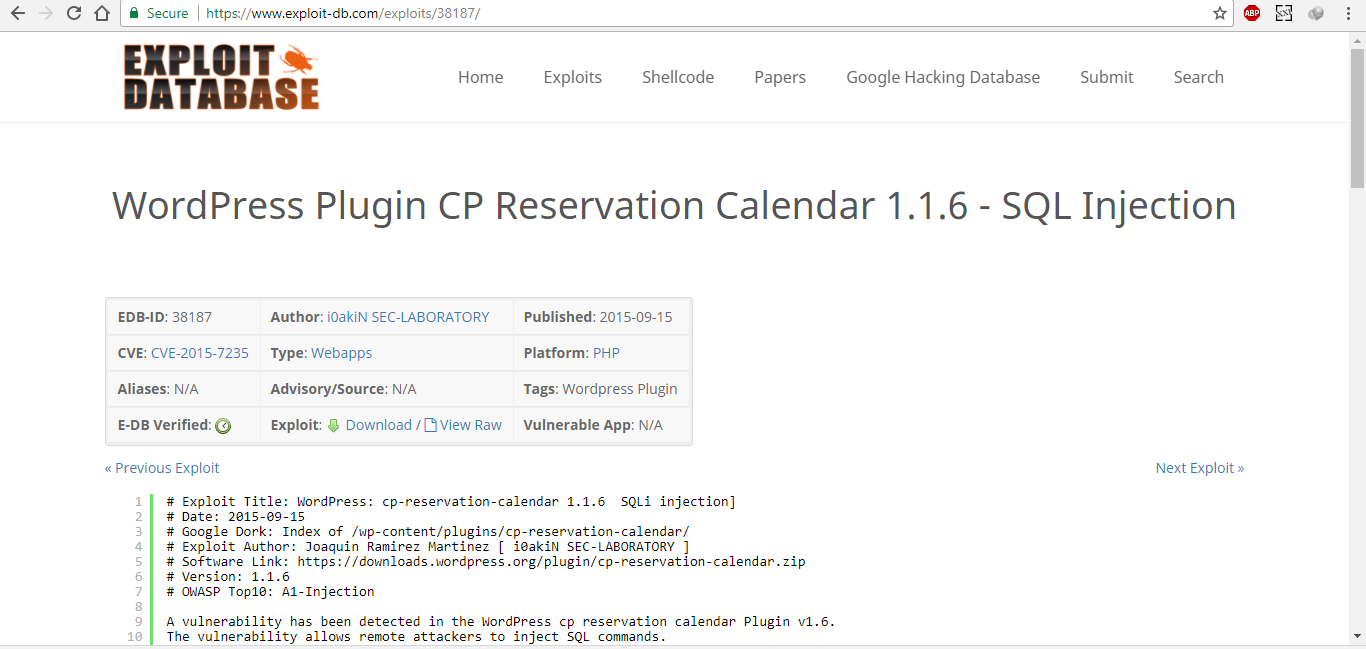 Secure https://www.exploit-db.com/exploits/38187/
ABP
EXPLOIT
DATABASE
Home Exploits Shellcode Papers Google Hacking Database Submit Search
WordPress Plugin CP Reservation Calendar 1.1.6 - SQL Injection
EDB-ID: 38187 Author: i0akiN SEC-LABORATORY Published: 2015-09-15
CVE: CVE-2015-7235 Type: Webapps Platform: PHP
Aliases: N/A Advisory/Source: N/A Tags: Wordpress Plugin
E-DB Verified: Exploit: Download / View Raw Vulnerable App: N/A
« Previous Exploit Next Exploit »
1 # Exploit Title: WordPress: cp-reservation-calendar 1.1.6  SQLi injection]
2 # Date: 2015-09-15
3 # Google Dork: Index of /wp-content/plugins/cp-reservation-calendar/
4 # Exploit Author: Joaquin Ramirez Martinez [ i0akiN SEC-LABORATORY ]
5 # Software Link: https://downloads.wordpress.org/plugin/cp-reservation-calendar.zip
6 # Version: 1.1.6
7 # OWASP Top10: A1-Injection
8
9 A vulnerability has been detected in the WordPress cp reservation calendar Plugin v1.6.
10 The vulnerability allows remote attackers to inject SQL commands.